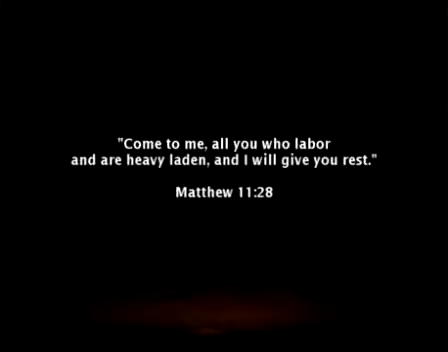 "Come to me, all you who labor
and are heavy laden, and I will give you rest."
Matthew 11:28